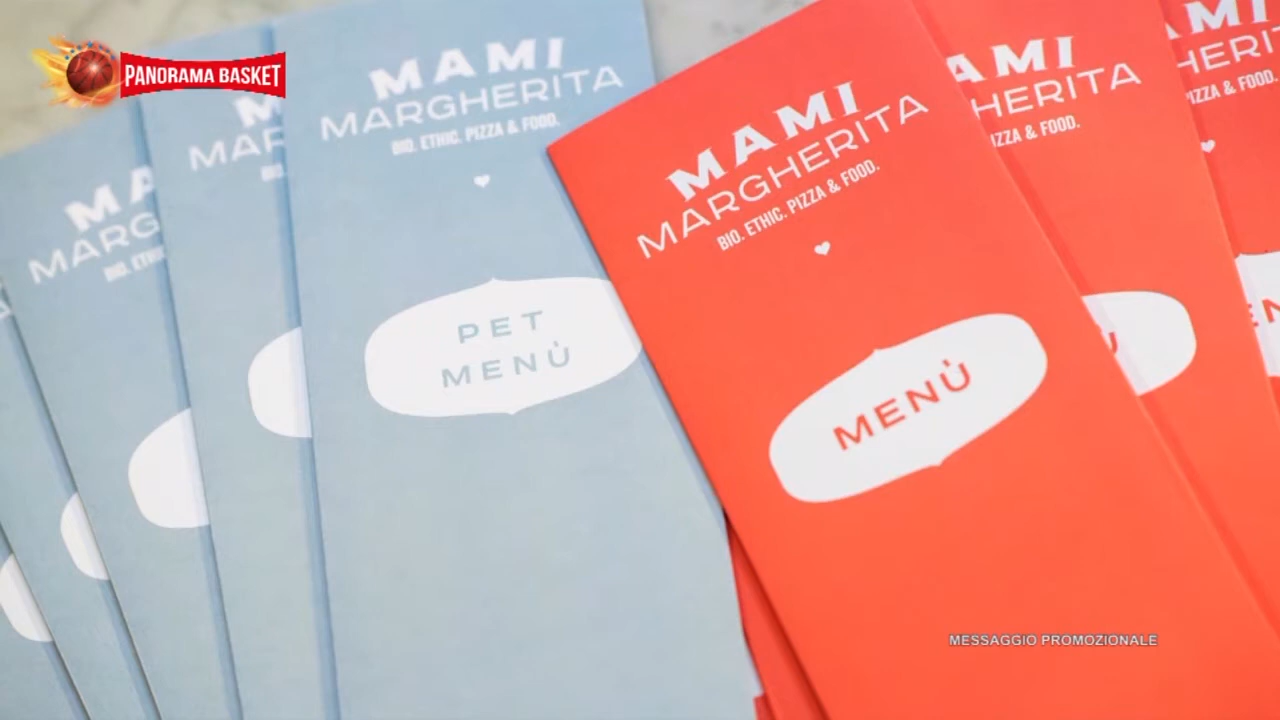 PANORAMA BASKET
MAMI
MARGHERITA
BIO. ETHIC. PIZZA & FOOD.
PET
MENÙ
MAMI
MARGHERITA
BIO. ETHIC. PIZZA & FOOD.
MENÙ
MESSAGGIO PROMOZIONALE